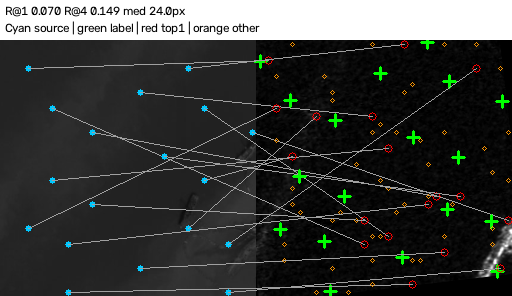 R@1 0.070 R@4 0.149 med 24.0px
Cyan source | green label | red top1 | orange other